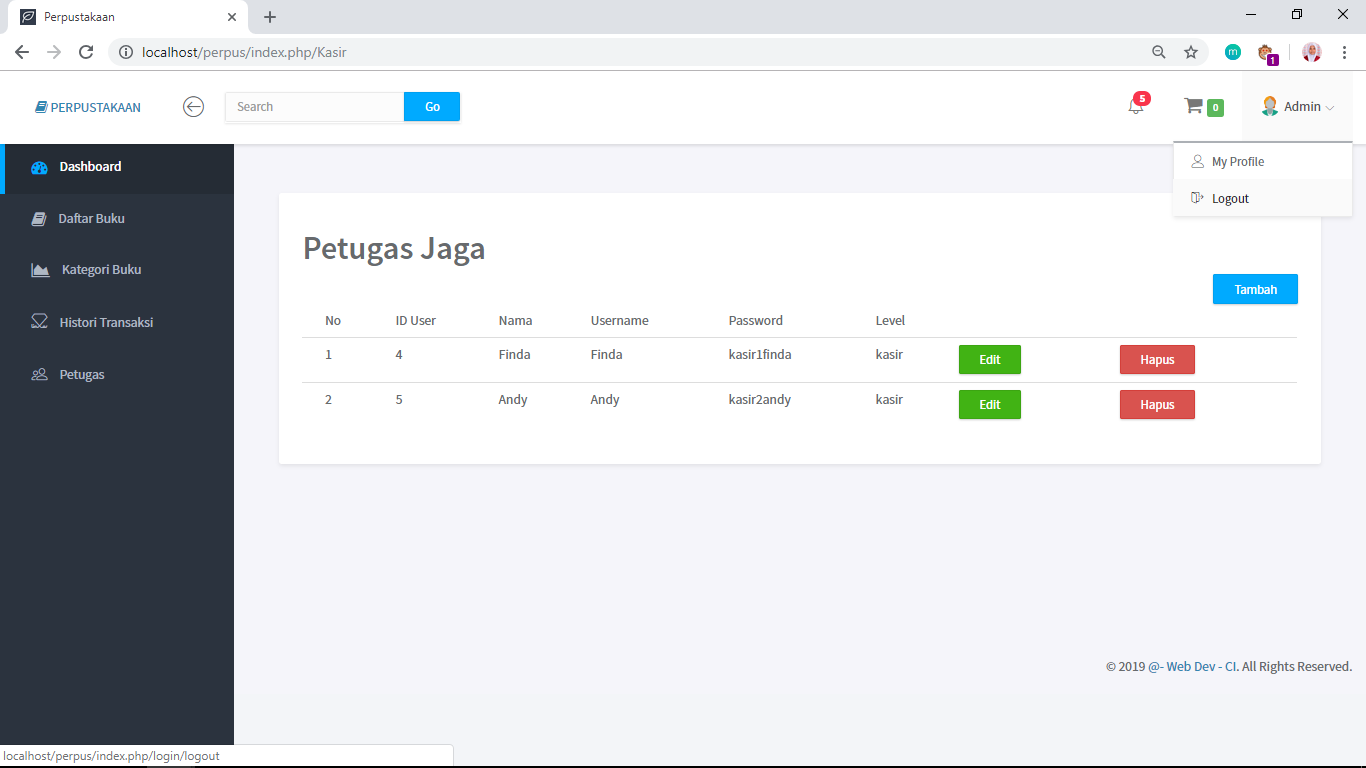 Perpustakaan
localhost/perpus/index.php/Kasir
m
1
PERPUSTAKAAN
Search
Go
5
0
Admin
My Profile
Logout
Dashboard
Daftar Buku
Kategori Buku
Histori Transaksi
Petugas
Petugas Jaga
Tambah
No ID User Nama Username Password Level
1 4 Finda Finda kasir1finda kasir Edit Hapus
2 5 Andy Andy kasir2andy kasir Edit Hapus
© 2019 @- Web Dev - CI. All Rights Reserved.
localhost/perpus/index.php/login/logout